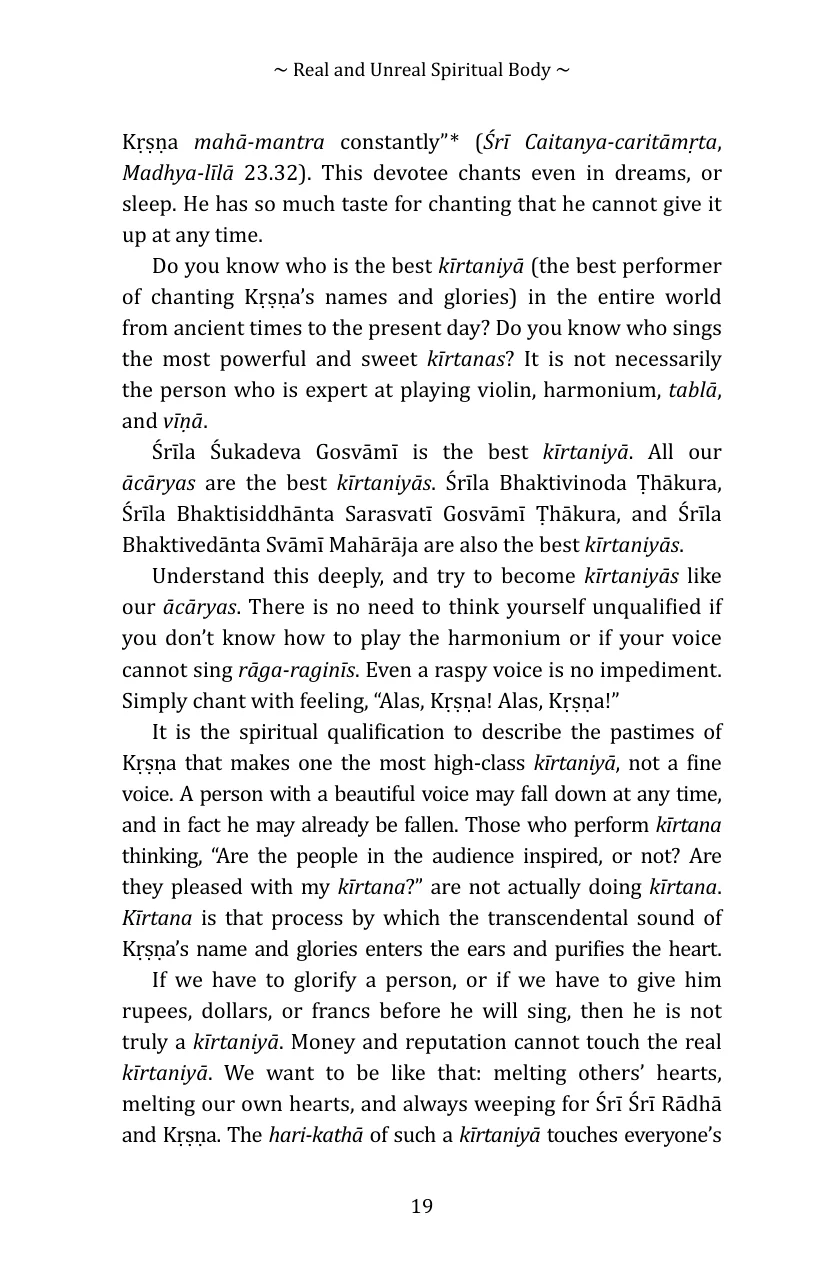 ~ Real and Unreal Spiritual Body ~
Kṛṣṇa mahā-mantra constantly”* (Śrī Caitanya-caritāmṛta,
Madhya-līlā 23.32). This devotee chants even in dreams, or
sleep. He has so much taste for chanting that he cannot give it
up at any time.
Do you know who is the best kīrtaniyā (the best performer
of chanting Kṛṣṇa’s names and glories) in the entire world
from ancient times to the present day? Do you know who sings
the most powerful and sweet kīrtanas? It is not necessarily
the person who is expert at playing violin, harmonium, tablā,
and vīṇā.
Śrīla Śukadeva Gosvāmī is the best kīrtaniyā. All our
ācāryas are the best kīrtaniyās. Śrīla Bhaktivinoda Ṭhākura,
Śrīla Bhaktisiddhānta Sarasvatī Gosvāmī Ṭhākura, and Śrīla
Bhaktivedānta Svāmī Mahārāja are also the best kīrtaniyās.
Understand this deeply, and try to become kīrtaniyās like
our ācāryas. There is no need to think yourself unqualified if
you don’t know how to play the harmonium or if your voice
cannot sing rāga-raginīs. Even a raspy voice is no impediment.
Simply chant with feeling, “Alas, Kṛṣṇa! Alas, Kṛṣṇa!”
It is the spiritual qualification to describe the pastimes of
Kṛṣṇa that makes one the most high-class kīrtaniyā, not a fine
voice. A person with a beautiful voice may fall down at any time,
and in fact he may already be fallen. Those who perform kīrtana
thinking, “Are the people in the audience inspired, or not? Are
they pleased with my kīrtana?” are not actually doing kīrtana.
Kīrtana is that process by which the transcendental sound of
Kṛṣṇa’s name and glories enters the ears and purifies the heart.
If we have to glorify a person, or if we have to give him
rupees, dollars, or francs before he will sing, then he is not
truly a kīrtaniyā. Money and reputation cannot touch the real
kīrtaniyā. We want to be like that: melting others’ hearts,
melting our own hearts, and always weeping for Śrī Śrī Rādhā
and Kṛṣṇa. The hari-kathā of such a kīrtaniyā touches everyone’s
19